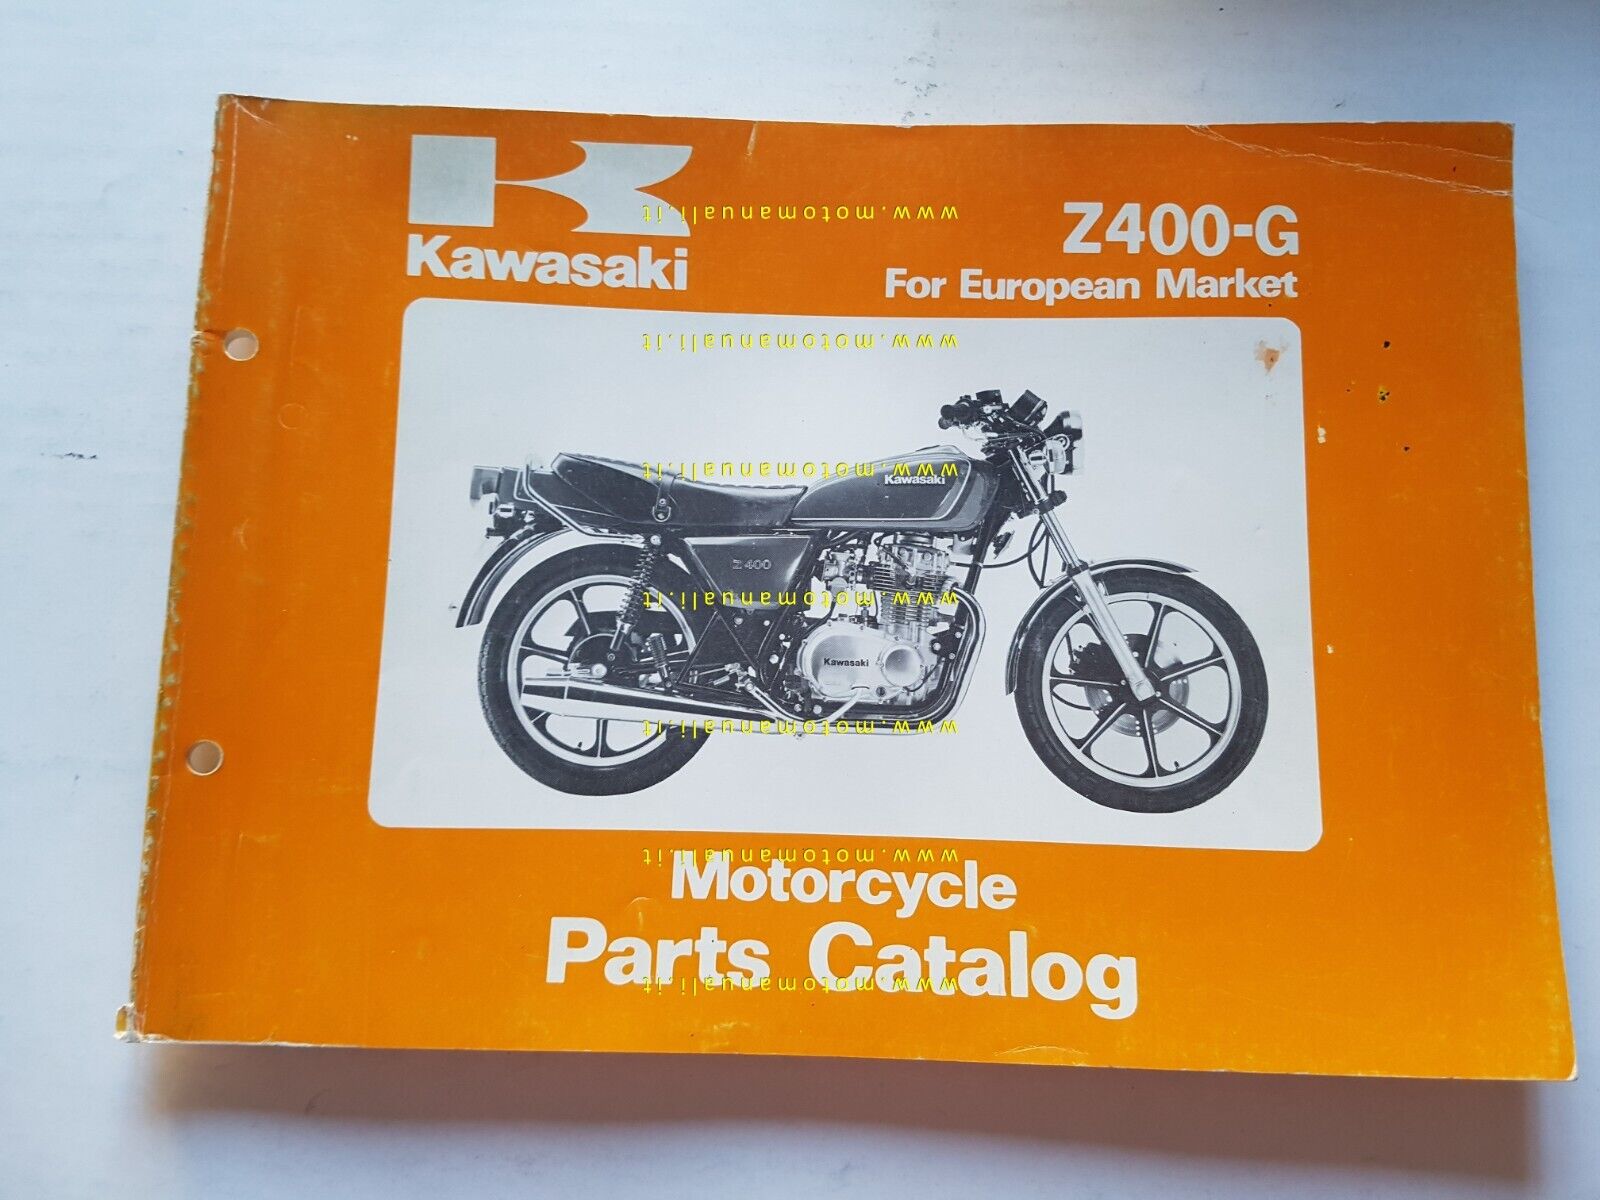 Kawasaki
Z400-G
For European Market
www.motomanuali.it
www.motomanuali.it
www.motomanuali.it
Kawasaki
Z400
www.motomanuali.it
Kawasaki
www.motomanuali.it
www.motomanuali.it
Motorcycle
Parts Catalog
www.motomanuali.it